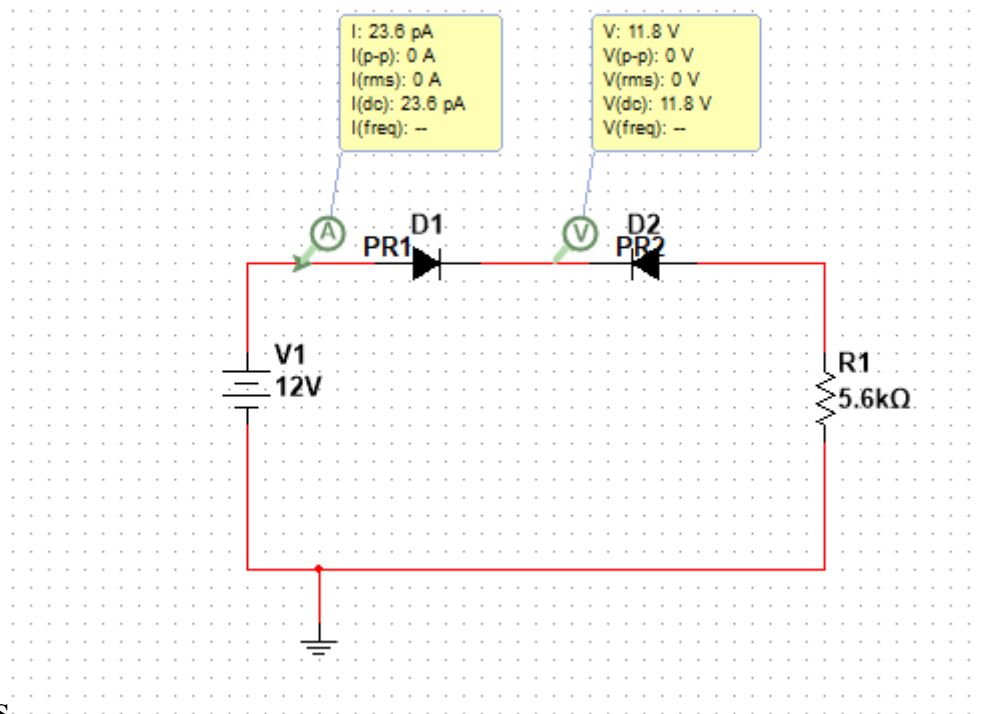 I: 23.6 pA
I(p-p): 0 A
I(rms): 0 A
I(dc): 23.6 pA
I(freq): --
V: 11.8 V
V(p-p): 0 V
V(rms): 0 V
V(dc): 11.8 V
V(freq): --
A
D1
PR1
V
D2
PR2
V1
12V
R1
5.6kΩ
s